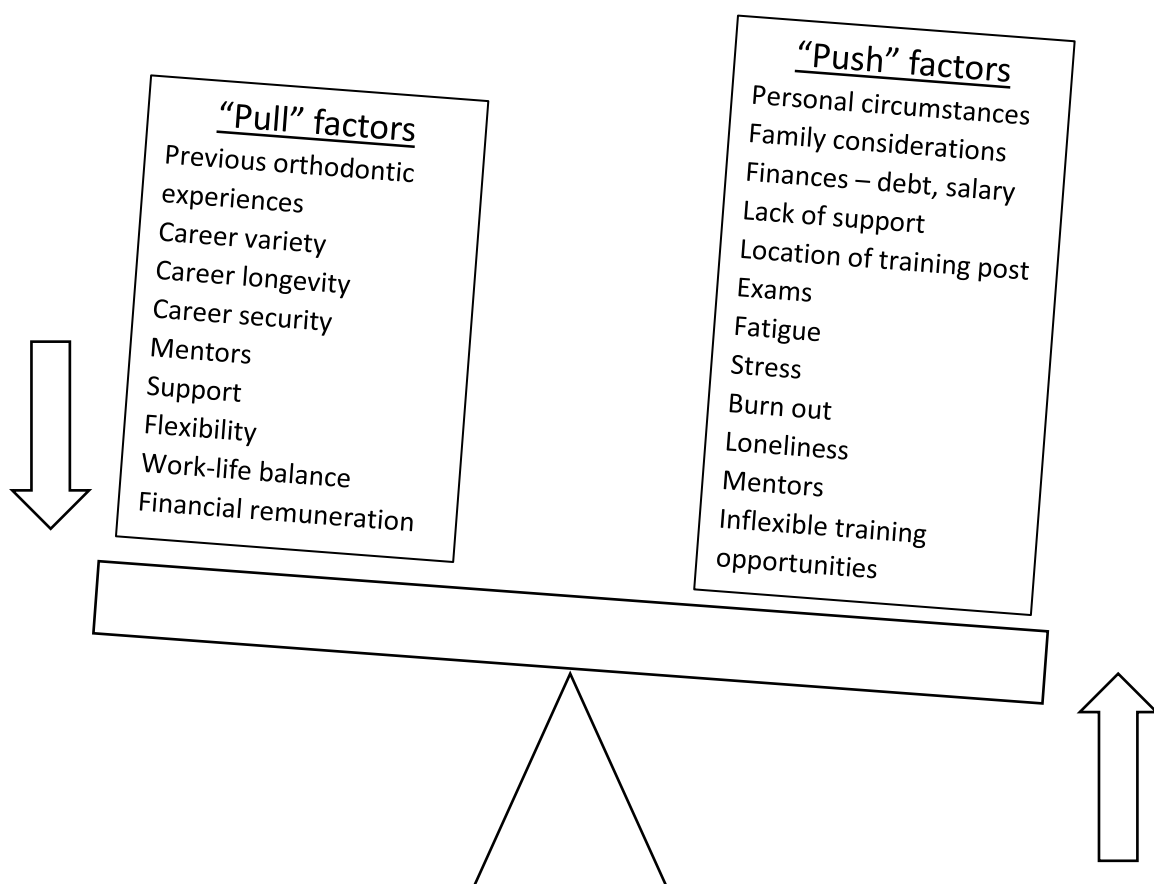 “Pull” factors
Previous orthodontic
experiences
Career variety
Career longevity
Career security
Mentors
Support
Flexibility
Work-life balance
Financial remuneration
“Push” factors
Personal circumstances
Family considerations
Finances – debt, salary
Lack of support
Location of training post
Exams
Fatigue
Stress
Burn out
Loneliness
Mentors
Inflexible training
opportunities